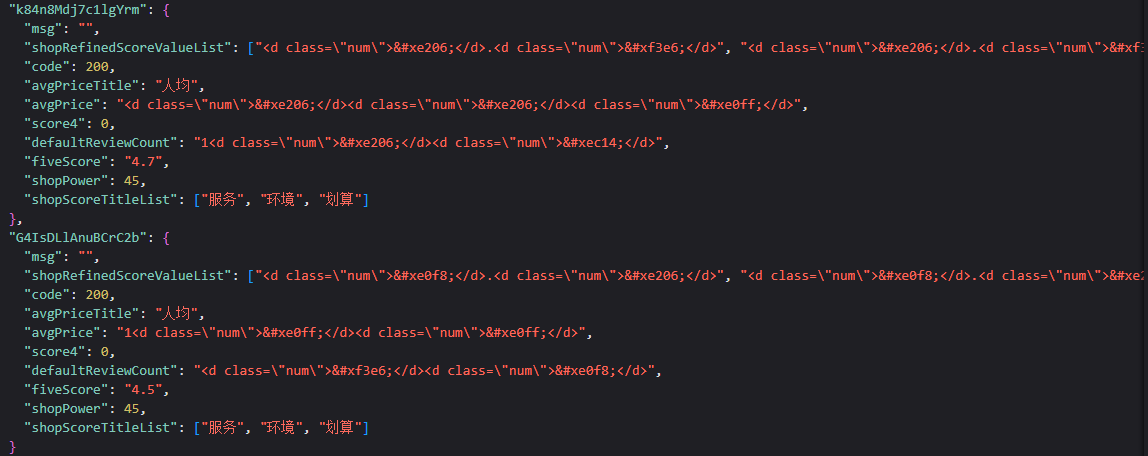 "k84n8Mdj7c1lgYrm": {
"msg": "",
"shopRefinedScoreValueList": ["<d class=\"num\">&#xe206;</d>.<d class=\"num\">&#xf3e6;</d>", "<d class=\"num\">&#xe206;</d>.<d class=\"num\">&#xf3
"code": 200,
"avgPriceTitle": "人均",
"avgPrice": "<d class=\"num\">&#xe206;</d><d class=\"num\">&#xe206;</d><d class=\"num\">&#xe0ff;</d>",
"score4": 0,
"defaultReviewCount": "1<d class=\"num\">&#xe206;</d><d class=\"num\">&#xec14;</d>",
"fiveScore": "4.7",
"shopPower": 45,
"shopScoreTitleList": ["服务", "环境", "划算"]
},
"G4IsDLlAnuBCrC2b": {
"msg": "",
"shopRefinedScoreValueList": ["<d class=\"num\">&#xe0f8;</d>.<d class=\"num\">&#xe206;</d>", "<d class=\"num\">&#xe0f8;</d>.<d class=\"num\">&#xe2
"code": 200,
"avgPriceTitle": "人均",
"avgPrice": "1<d class=\"num\">&#xe0ff;</d><d class=\"num\">&#xe0ff;</d>",
"score4": 0,
"defaultReviewCount": "<d class=\"num\">&#xf3e6;</d><d class=\"num\">&#xe0f8;</d>",
"fiveScore": "4.5",
"shopPower": 45,
"shopScoreTitleList": ["服务", "环境", "划算"]
}